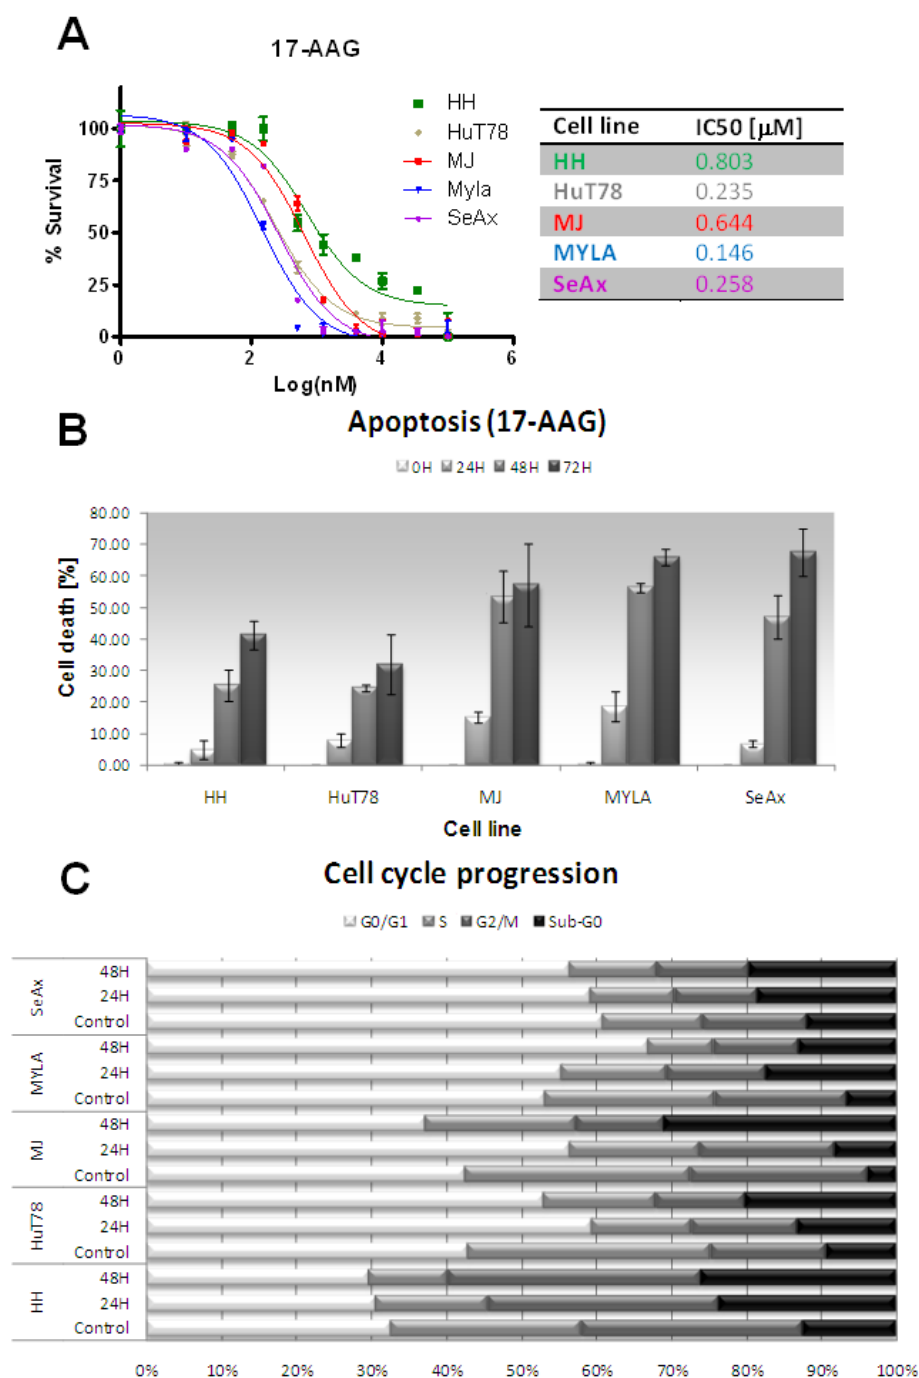 A
17-AAG
% Survival
100
75
50
25
0
0 2 4 6
Log(nM)
HH
HuT78
MJ
Myla
SeAx
Cell line IC50 [μM]
HH 0.803
HuT78 0.235
MJ 0.644
MYLA 0.146
SeAx 0.258
B
Apoptosis (17-AAG)
0H 24H 48H 72H
Cell death [%]
80.00
70.00
60.00
50.00
40.00
30.00
20.00
10.00
0.00
HH HuT78 MJ MYLA SeAx
Cell line
C
Cell cycle progression
G0/G1 S G2/M Sub-G0
SeAx
48H
24H
Control
MYLA
48H
24H
Control
MJ
48H
24H
Control
HuT78
48H
24H
Control
HH
48H
24H
Control
0% 10% 20% 30% 40% 50% 60% 70% 80% 90% 100%